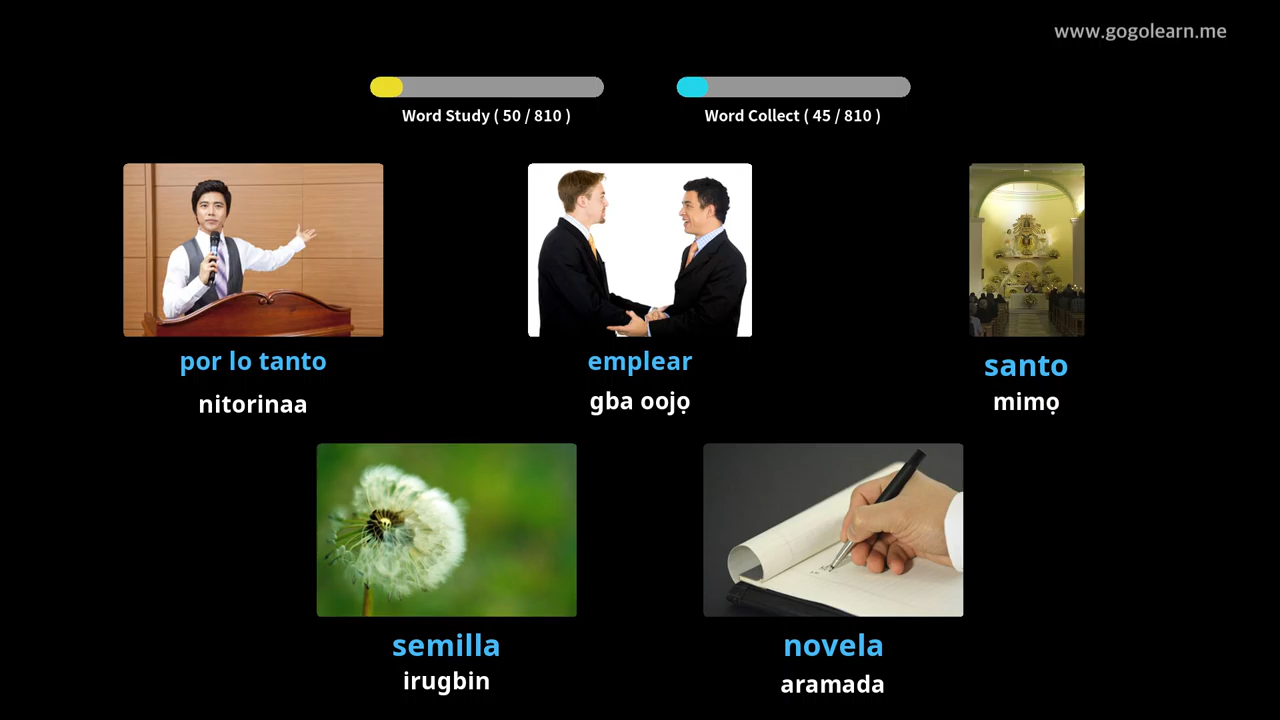 www.gogolearn.me
Word Study ( 50 / 810 )
Word Collect ( 45 / 810 )
por lo tanto
nitorinaa
emplear
gba oojọ
santo
mimọ
semilla
irugbin
novela
aramada